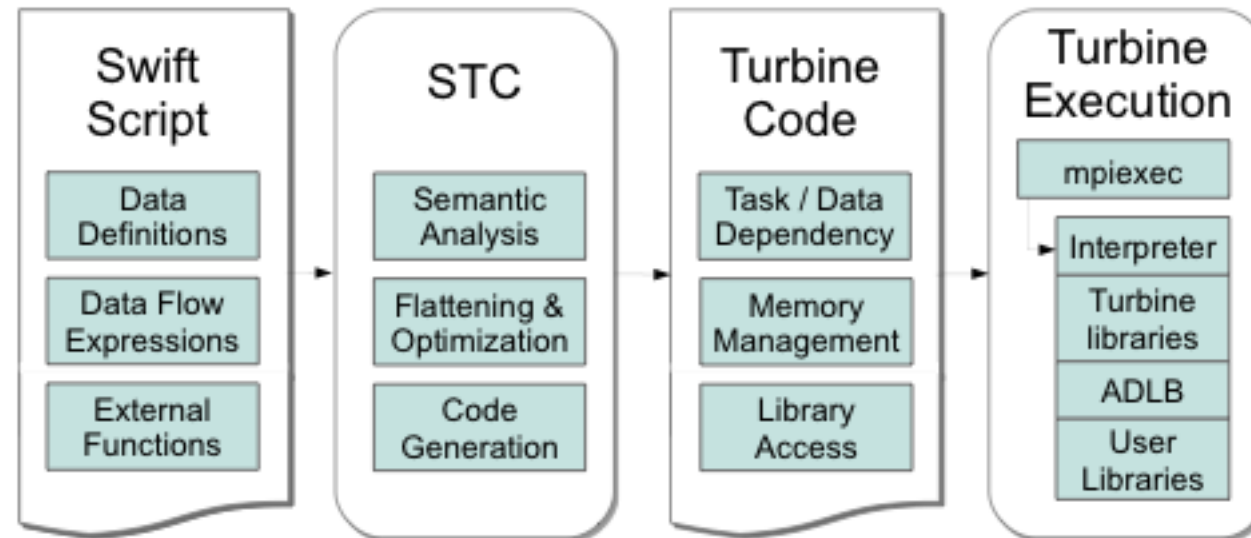 Swift
Script
Data
Definitions
Data Flow
Expressions
External
Functions
STC
Semantic
Analysis
Flattening &
Optimization
Code
Generation
Turbine
Code
Task / Data
Dependency
Memory
Management
Library
Access
Turbine
Execution
mpiexec
Interpreter
Turbine
libraries
ADLB
User
Libraries